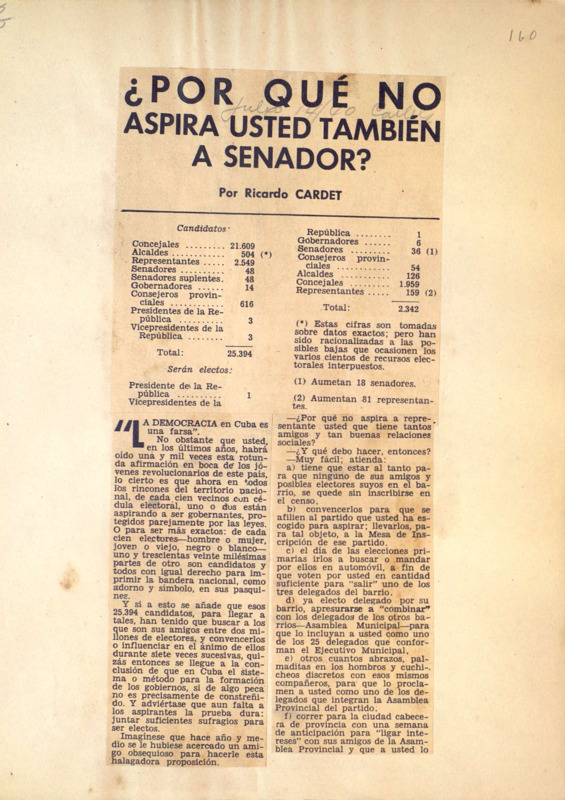 160
¿POR QUÉ NO
ASPIRA USTED TAMBIÉN
A SENADOR?
Por Ricardo CARDET
Candidatos:
Concejales .......... 21.609
Alcaldes ............ 504 (*)
Representantes ..... 2.549
Senadores .......... 48
Senadores suplentes. 48
Gobernadores ...... 14
Consejeros provin-
ciales ............ 616
Presidentes de la Re-
pública .......... 3
Vicepresidentes de la
República ........ 3
Total: 25.394
Serán electos:
Presidente de la Re-
pública .......... 1
Vicepresidentes de la
República ........ 1
Gobernadores ...... 6
Senadores .......... 36 (1)
Consejeros provin-
ciales ............ 54
Alcaldes ............ 126
Concejales .......... 1.959
Representantes .... 159 (2)
Total: 2.342
(*) Estas cifras son tomadas
sobre datos exactos; pero han
sido racionalizadas a las po-
sibles bajas que ocasionen los
varios cientos de recursos elec-
torales interpuestos.
(1) Aumetan 18 senadores.
(2) Aumentan 81 representan-
tes.
“LA DEMOCRACIA en Cuba es
una farsa”.
No obstante que usted,
en los últimos años, habrá
oído una y mil veces esta rotun-
da afirmación en boca de los jó-
venes revolucionarios de este país,
lo cierto es que ahora en todos
los rincones del territorio nacio-
nal, de cada cien vecinos con cé-
dula electoral, uno o dos están
aspirando a ser gobernantes, pro-
tegidos parejamente por las leyes.
O para ser más exactos: de cada
cien electores—hombre o mujer,
joven o viejo, negro o blanco—
uno y trescientas veinte milésimas
partes de otro son candidatos y
todos con igual derecho para im-
primir la bandera nacional, como
adorno y símbolo, en sus pasqui-
nes.
Y si a esto se añade que esos
25.394 candidatos, para llegar a
tales, han tenido que buscar a los
que son sus amigos entre dos mi-
llones de electores, y convencerlos
o influenciar en el ánimo de ellos
durante siete veces sucesivas, qui-
zás entonces se llegue a la con-
clusión de que en Cuba el siste-
ma o método para la formación
de los gobiernos, si de algo peca
no es precisamente de constreñi-
do. Y adviértase que aun falta a
los aspirantes la prueba dura:
juntar suficientes sufragios para
ser electos.
Imagínese que hace año y me-
dio se le hubiese acercado un ami-
go obsequioso para hacerle esta
halagadora proposición.
—¿Por qué no aspira a repre-
sentante usted que tiene tantos
amigos y tan buenas relaciones
sociales?
—¿Y qué debo hacer, entonces?
—Muy fácil; atienda:
a) tiene que estar al tanto pa-
ra que ninguno de sus amigos y
posibles electores suyos en el ba-
rrio, se quede sin inscribirse en
el censo.
b) convencerlos para que se
afilien al partido que usted ha es-
cogido para aspirar; llevarlos, pa-
ra tal objeto, a la Mesa de Ins-
cripción de ese partido.
c) el día de las elecciones pri-
marias irlos a buscar o mandar
por ellos en automóvil, a fin de
que voten por usted en cantidad
suficiente para “salir” uno de los
tres delegados del barrio.
d) ya electo delegado por su
barrio, apresurarse a “combinar”
con los delegados de los otros ba-
rrios—Asamblea Municipal—para
que lo incluyan a usted como uno
de los 25 delegados que confor-
man el Ejecutivo Municipal,
e) otros cuantos abrazos, pal-
maditas en los hombros y cuchi-
cheos discretos con esos mismos
compañeros, para que lo procla-
men a usted como uno de los de-
legados que integran la Asamblea
Provincial del partido.
f) correr para la ciudad cabece-
ra de provincia con una semana
de anticipación para “ligar inte-
reses” con sus amigos de la Asam-
blea Provincial y que a usted lo